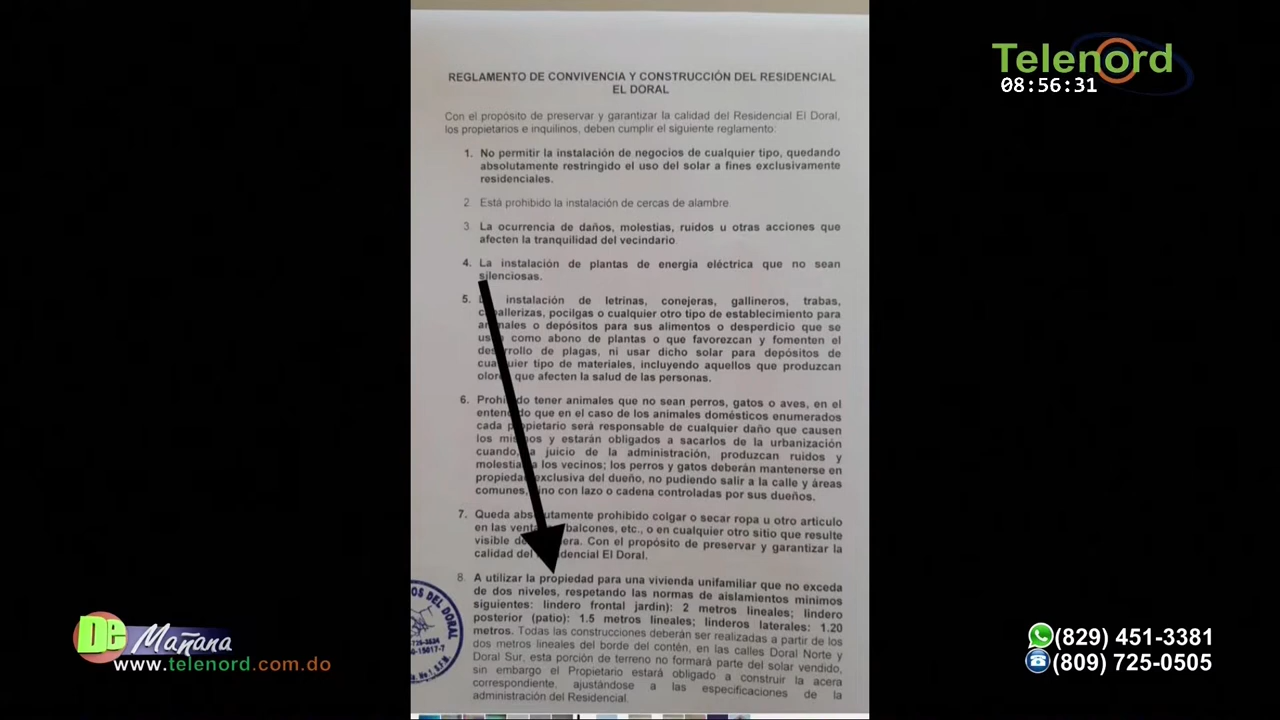 Telenord
08:56:31
REGLAMENTO DE CONVIVENCIA Y CONSTRUCCIÓN DEL RESIDENCIAL
EL DORAL
Con el propósito de preservar y garantizar la calidad del Residencial El Doral,
los propietarios e inquilinos, deben cumplir el siguiente reglamento:
1. No permitir la instalación de negocios de cualquier tipo, quedando
absolutamente restringido el uso del solar a fines exclusivamente
residenciales.
2. Está prohibido la instalación de cercas de alambre.
3. La ocurrencia de daños, molestias, ruidos u otras acciones que
afecten la tranquilidad del vecindario.
4. La instalación de plantas de energía eléctrica que no sean
silenciosas.
5. instalación de letrinas, conejeras, gallineros, trabas,
pocilgas o cualquier otro tipo de establecimiento para
o depósitos para sus alimentos o desperdicio que se
como abono de plantas o que favorezcan y fomenten el
de plagas, ni usar dicho solar para depósitos de
tipo de materiales, incluyendo aquellos que produzcan
que afecten la salud de las personas.
6. tener animales que no sean perros, gatos o aves, en el
que en el caso de los animales domésticos enumerados
cada será responsable de cualquier daño que causen
los y estarán obligados a sacarlos de la urbanización
cuando, a juicio de la administración, produzcan ruidos y
a los vecinos; los perros y gatos deberán mantenerse en
exclusiva del dueño, no pudiendo salir a la calle y áreas
comunes, sino con lazo o cadena controladas por sus dueños.
7. Queda prohibido colgar o secar ropa u otro artículo
en las balcones, etc., o en cualquier otro sitio que resulte
visible Con el propósito de preservar y garantizar la
calidad del Residencial El Doral.
8. A utilizar la propiedad para una vivienda unifamiliar que no exceda
de dos niveles, respetando las normas de aislamientos mínimos
siguientes: lindero frontal jardín): 2 metros lineales; lindero
posterior (patio): 1.5 metros lineales; linderos laterales: 1.20
metros. Todas las construcciones deberán ser realizadas a partir de los
dos metros lineales del borde del contén, en las calles Doral Norte y
Doral Sur, esta porción de terreno no formará parte del solar vendido,
sin embargo el Propietario estará obligado a construir la acera
correspondiente, ajustándose a las especificaciones de la
administración del Residencial.
DEL DORAL
De Mañana
www.telenord.com.do
(829) 451-3381
(809) 725-0505